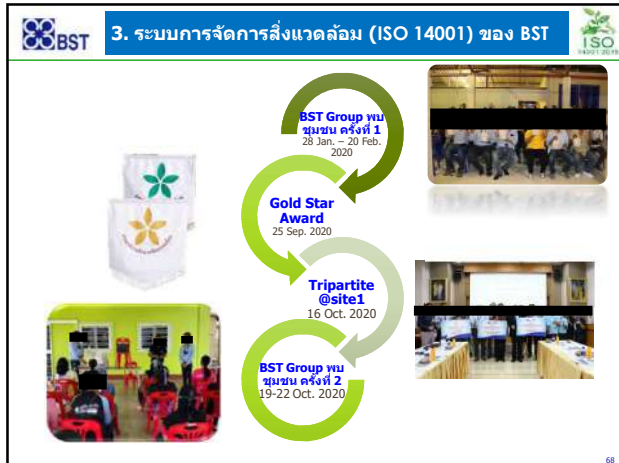 BST
3. ระบบการจัดการสิ่งแวดล้อม (ISO 14001) ของ BST
ISO
14001:2015
BST Group พบ
ชุมชน ครั้งที่ 1
28 Jan. – 20 Feb.
2020
Gold Star
Award
25 Sep. 2020
Tripartite
@site1
16 Oct. 2020
BST Group พบ
ชุมชน ครั้งที่ 2
19-22 Oct. 2020
68